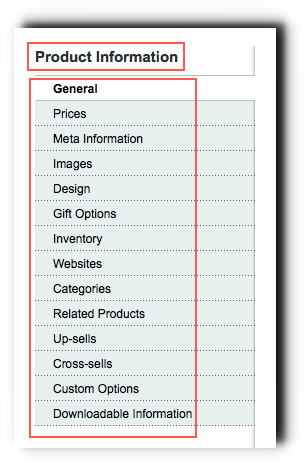 Product Information
General
Prices
Meta Information
Images
Design
Gift Options
Inventory
Websites
Categories
Related Products
Up-sells
Cross-sells
Custom Options
Downloadable Information